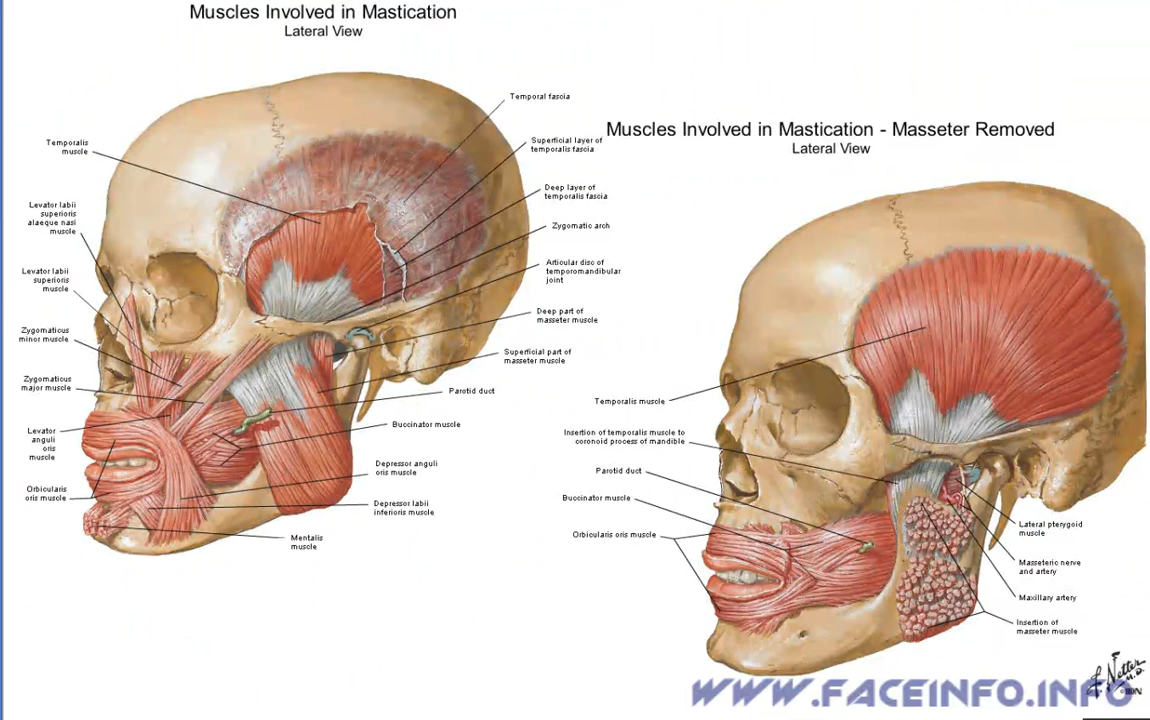 Muscles Involved in Mastication
Lateral View
Temporal fascia
Temporalis
muscle
Superficial layer of
temporalis fascia
Deep layer of
temporalis fascia
Levator labii
superioris
alaeque nasi
muscle
Zygomatic arch
Levator labii
superioris
muscle
Articular disc of
temporomandibular
joint
Zygomaticus
minor muscle
Deep part of
masseter muscle
Superficial part of
masseter muscle
Zygomaticus
major muscle
Parotid duct
Levator
anguli
oris
muscle
Buccinator muscle
Depressor anguli
oris muscle
Orbicularis
oris muscle
Depressor labii
inferioris muscle
Mentalis
muscle
Muscles Involved in Mastication - Masseter Removed
Lateral View
Temporalis muscle
Insertion of temporalis muscle to
coronoid process of mandible
Parotid duct
Buccinator muscle
Orbicularis oris muscle
Lateral pterygoid
muscle
Masseteric nerve
and artery
Maxillary artery
Insertion of
masseter muscle
F. Netter
M.D.
WWW.FACEINFO.INFO